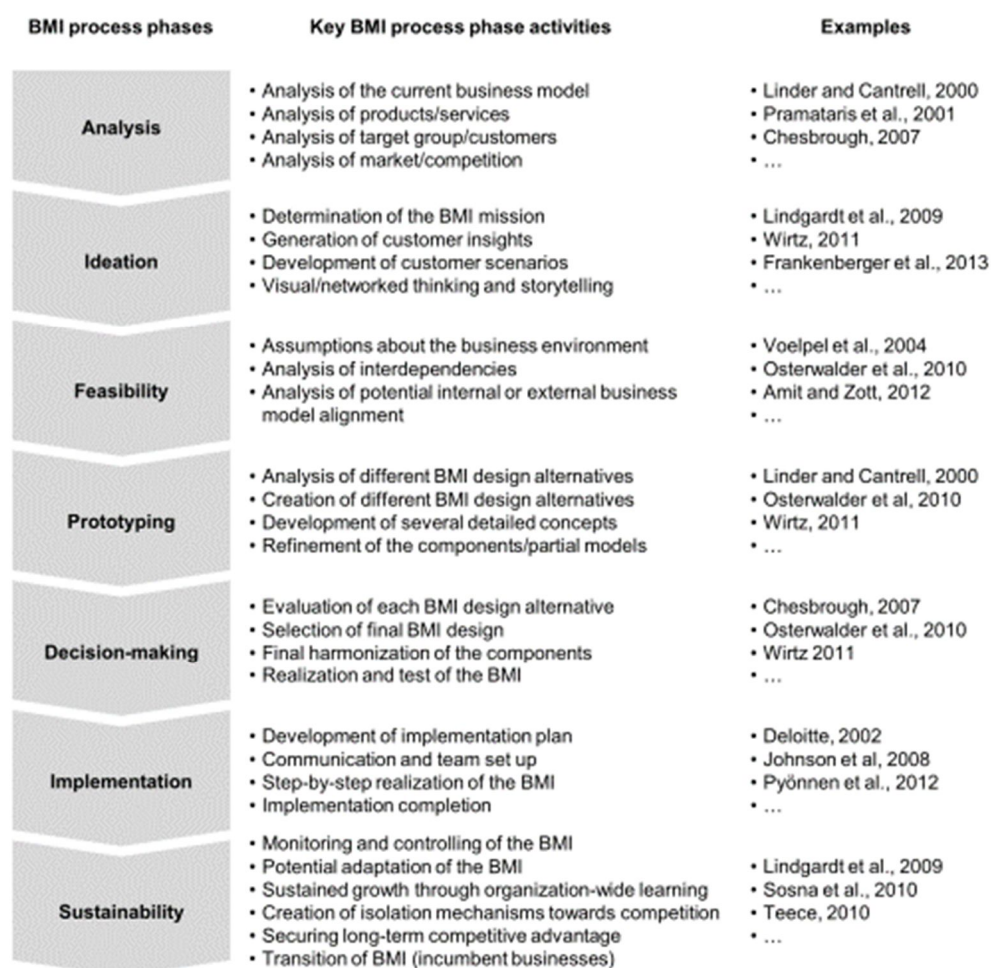 BMI process phases
Key BMI process phase activities
Examples
Analysis
• Analysis of the current business model
• Analysis of products/services
• Analysis of target group/customers
• Analysis of market/competition
• Linder and Cantrell, 2000
• Pramataris et al., 2001
• Chesbrough, 2007
• ...
Ideation
• Determination of the BMI mission
• Generation of customer insights
• Development of customer scenarios
• Visual/networked thinking and storytelling
• Lindgardt et al., 2009
• Wirtz, 2011
• Frankenberger et al., 2013
• ...
Feasibility
• Assumptions about the business environment
• Analysis of interdependencies
• Analysis of potential internal or external business
model alignment
• Voelpel et al., 2004
• Osterwalder et al., 2010
• Amit and Zott, 2012
• ...
Prototyping
• Analysis of different BMI design alternatives
• Creation of different BMI design alternatives
• Development of several detailed concepts
• Refinement of the components/partial models
• Linder and Cantrell, 2000
• Osterwalder et al, 2010
• Wirtz, 2011
• ...
Decision-making
• Evaluation of each BMI design alternative
• Selection of final BMI design
• Final harmonization of the components
• Realization and test of the BMI
• Chesbrough, 2007
• Osterwalder et al., 2010
• Wirtz 2011
• ...
Implementation
• Development of implementation plan
• Communication and team set up
• Step-by-step realization of the BMI
• Implementation completion
• Deloitte, 2002
• Johnson et al, 2008
• Pyönnen et al., 2012
• ...
Sustainability
• Monitoring and controlling of the BMI
• Potential adaptation of the BMI
• Sustained growth through organization-wide learning
• Creation of isolation mechanisms towards competition
• Securing long-term competitive advantage
• Transition of BMI (incumbent businesses)
• Lindgardt et al., 2009
• Sosna et al., 2010
• Teece, 2010
• ...